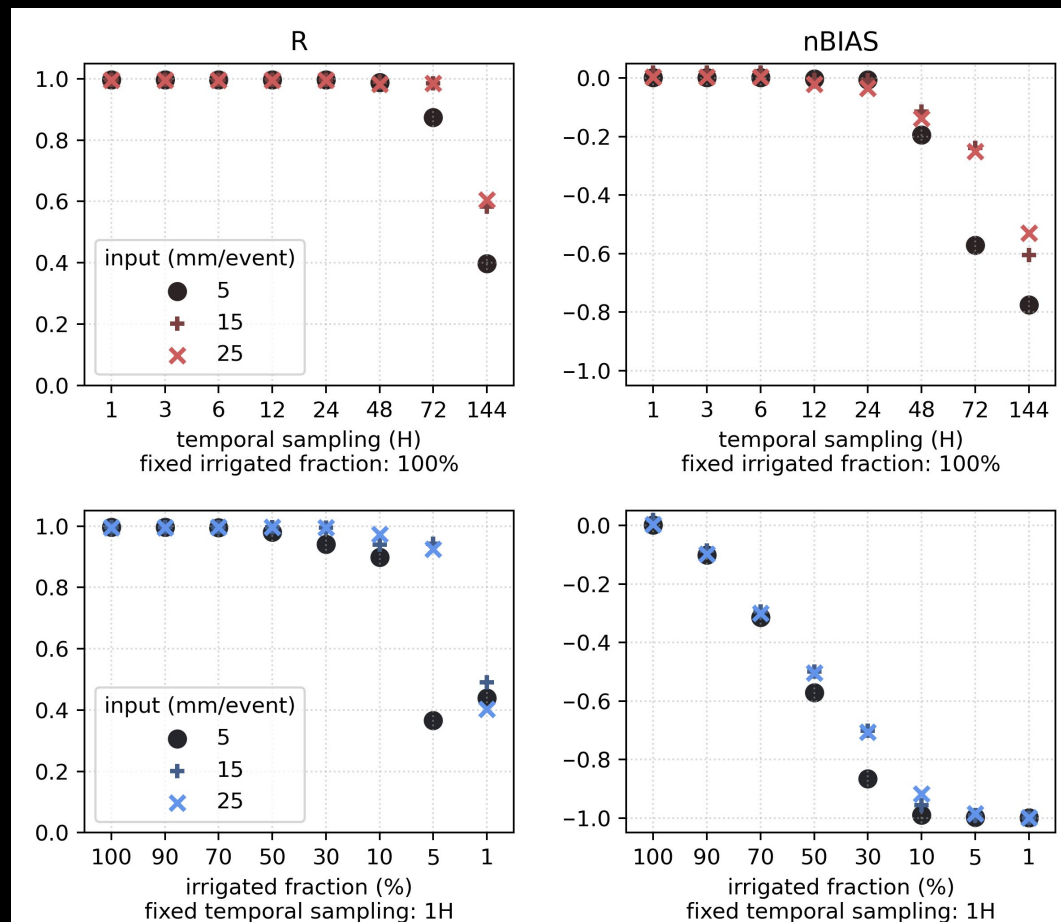 R
1.0
0.8
0.6
0.4
0.2
0.0
input (mm/event)
5
15
25
1 3 6 12 24 48 72 144
temporal sampling (H)
fixed irrigated fraction: 100%
nBIAS
0.0
−0.2
−0.4
−0.6
−0.8
−1.0
1 3 6 12 24 48 72 144
temporal sampling (H)
fixed irrigated fraction: 100%
1.0
0.8
0.6
0.4
0.2
0.0
input (mm/event)
5
15
25
100 90 70 50 30 10 5 1
irrigated fraction (%)
fixed temporal sampling: 1H
0.0
−0.2
−0.4
−0.6
−0.8
−1.0
100 90 70 50 30 10 5 1
irrigated fraction (%)
fixed temporal sampling: 1H